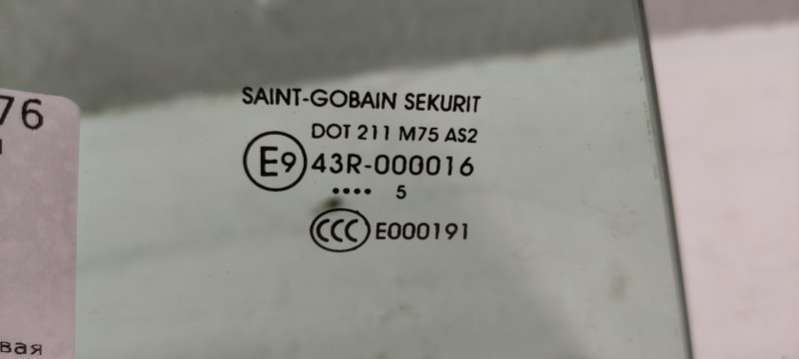 SAINT-GOBAIN SEKURIT
DOT 211 M75 AS2
E9 43R-000016
•••• 5
CCC E000191
76
вая